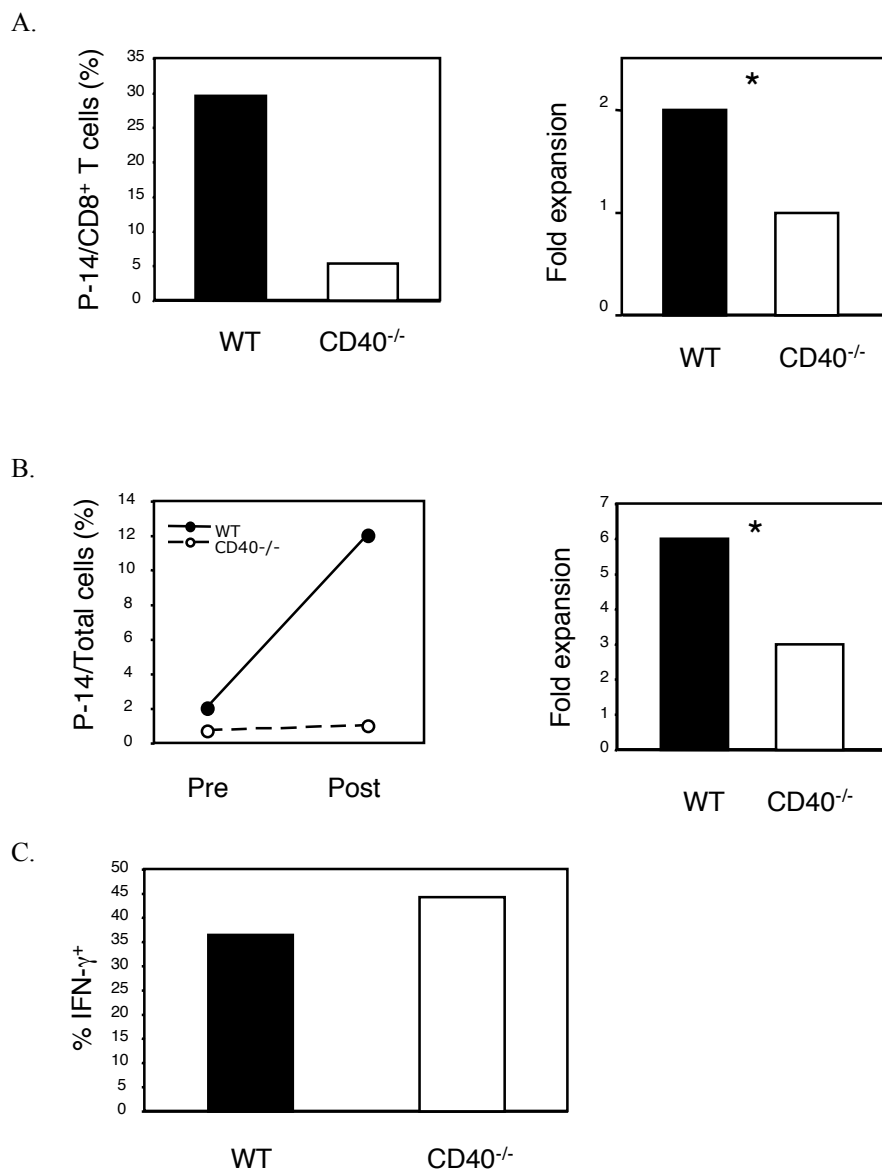 A.
P-14/CD8⁺ T cells (%)
35
30
25
20
15
10
5
0
WT CD40⁻/⁻
Fold expansion
2
1
0
*
WT CD40⁻/⁻
B.
P-14/Total cells (%)
14
12
10
8
6
4
2
0
WT
CD40-/-
Pre Post
Fold expansion
7
6
5
4
3
2
1
0
*
WT CD40⁻/⁻
C.
% IFN-γ⁺
50
45
40
35
30
25
20
15
10
5
0
WT CD40⁻/⁻